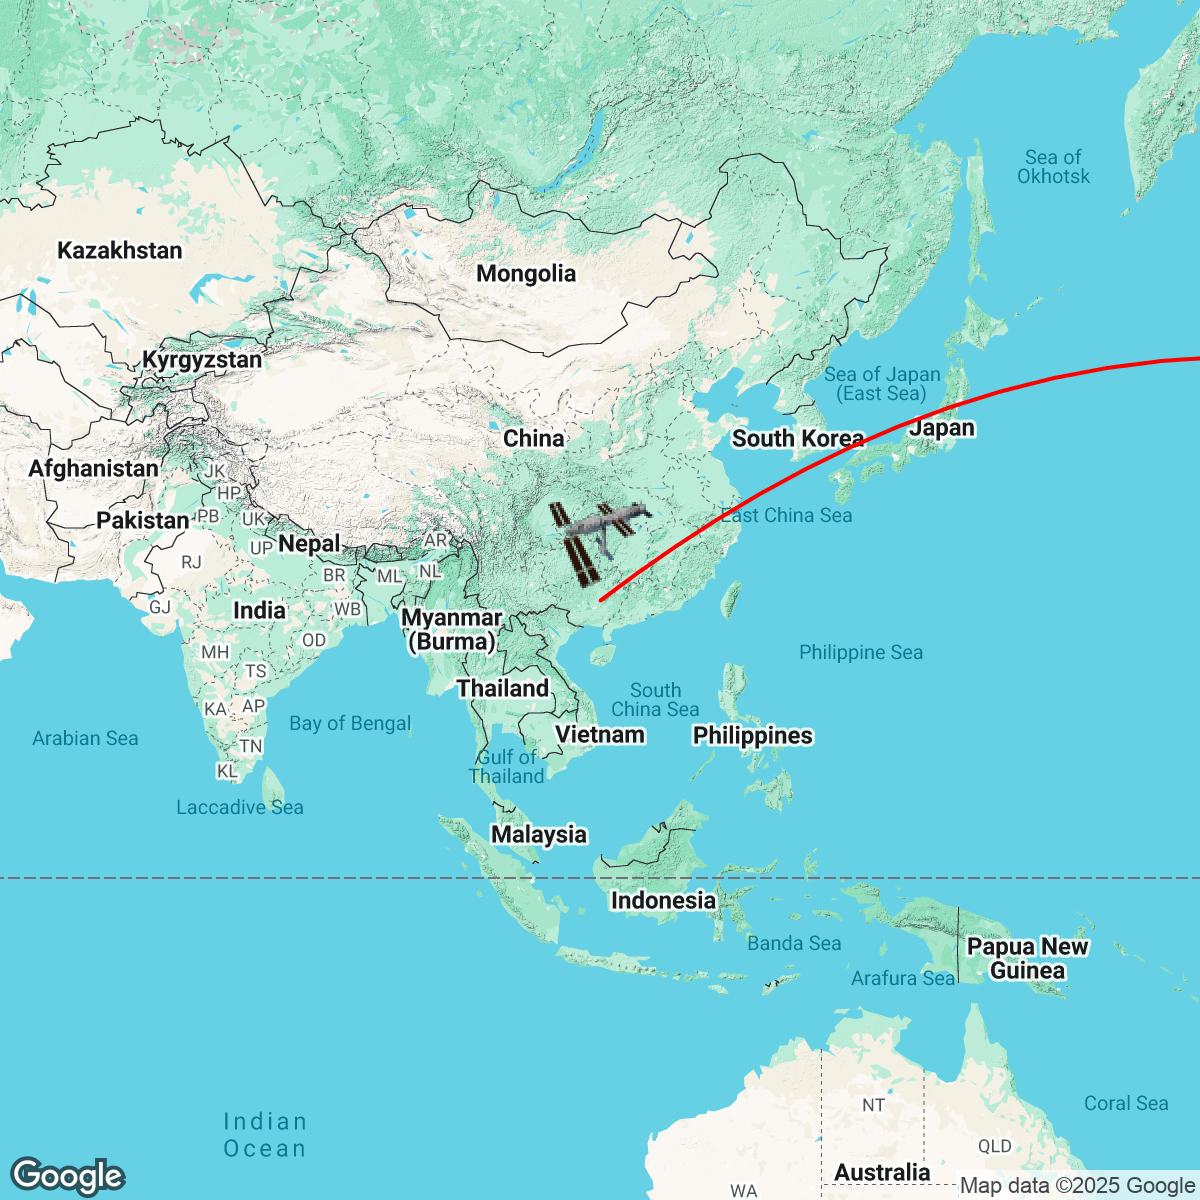 Sea of
Okhotsk
Kazakhstan
Mongolia
Kyrgyzstan
Sea of Japan
(East Sea)
Japan
China
South Korea
Afghanistan
JK
HP
Pakistan
PB
UK
East China Sea
UP
Nepal
AR
RJ
BR
ML
NL
GJ
India
WB
Myanmar
(Burma)
OD
MH
Philippine Sea
TS
Thailand
South
China Sea
KA
AP
Bay of Bengal
Arabian Sea
Vietnam
Philippines
TN
Gulf of
Thailand
KL
Laccadive Sea
Malaysia
Indonesia
Banda Sea
Papua New
Guinea
Arafura Sea
Indian
Ocean
NT
Coral Sea
QLD
Australia
WA
Google
Map data ©2025 Google